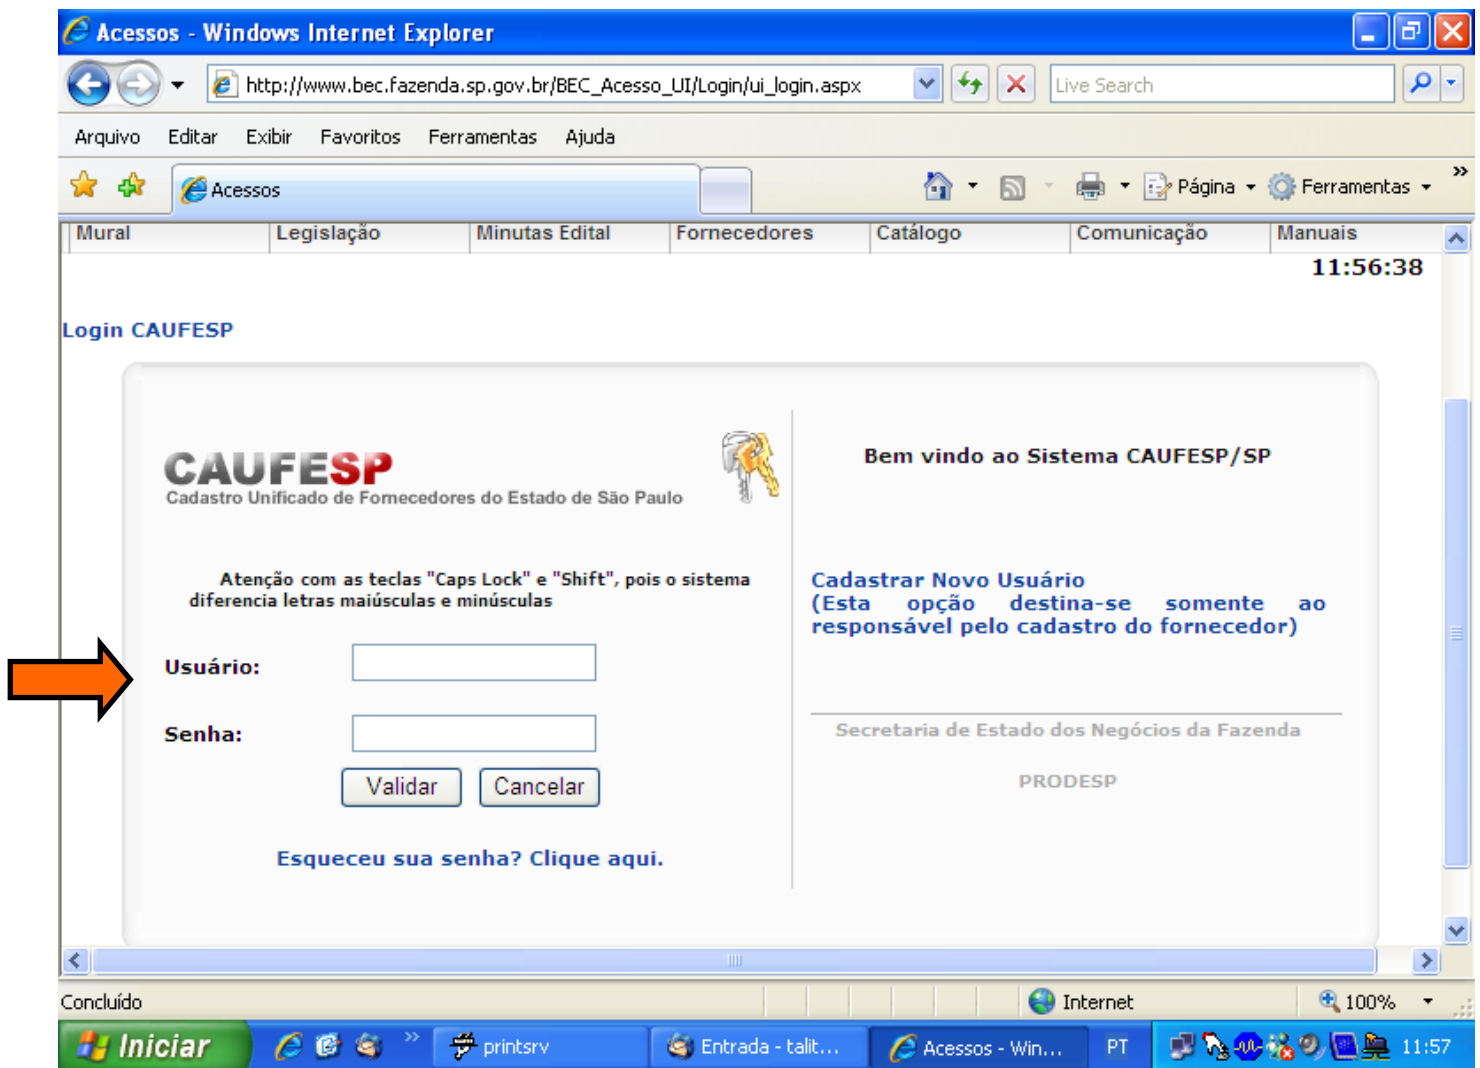 Acessos - Windows Internet Explorer
http://www.bec.fazenda.sp.gov.br/BEC_Acesso_UI/Login/ui_login.aspx
Live Search
Arquivo Editar Exibir Favoritos Ferramentas Ajuda
Acessos
Página Ferramentas »
Mural Legislação Minutas Edital Fornecedores Catálogo Comunicação Manuais
11:56:38
Login CAUFESP
CAUFESP
Cadastro Unificado de Fornecedores do Estado de São Paulo
Atenção com as teclas "Caps Lock" e "Shift", pois o sistema
diferencia letras maiúsculas e minúsculas
Usuário:
Senha:
Validar Cancelar
Esqueceu sua senha? Clique aqui.
Bem vindo ao Sistema CAUFESP/SP
Cadastrar Novo Usuário
(Esta opção destina-se somente ao
responsável pelo cadastro do fornecedor)
Secretaria de Estado dos Negócios da Fazenda
PRODESP
Concluído Internet 100%
Iniciar » printsrv Entrada - talit... Acessos - Win... PT 11:57